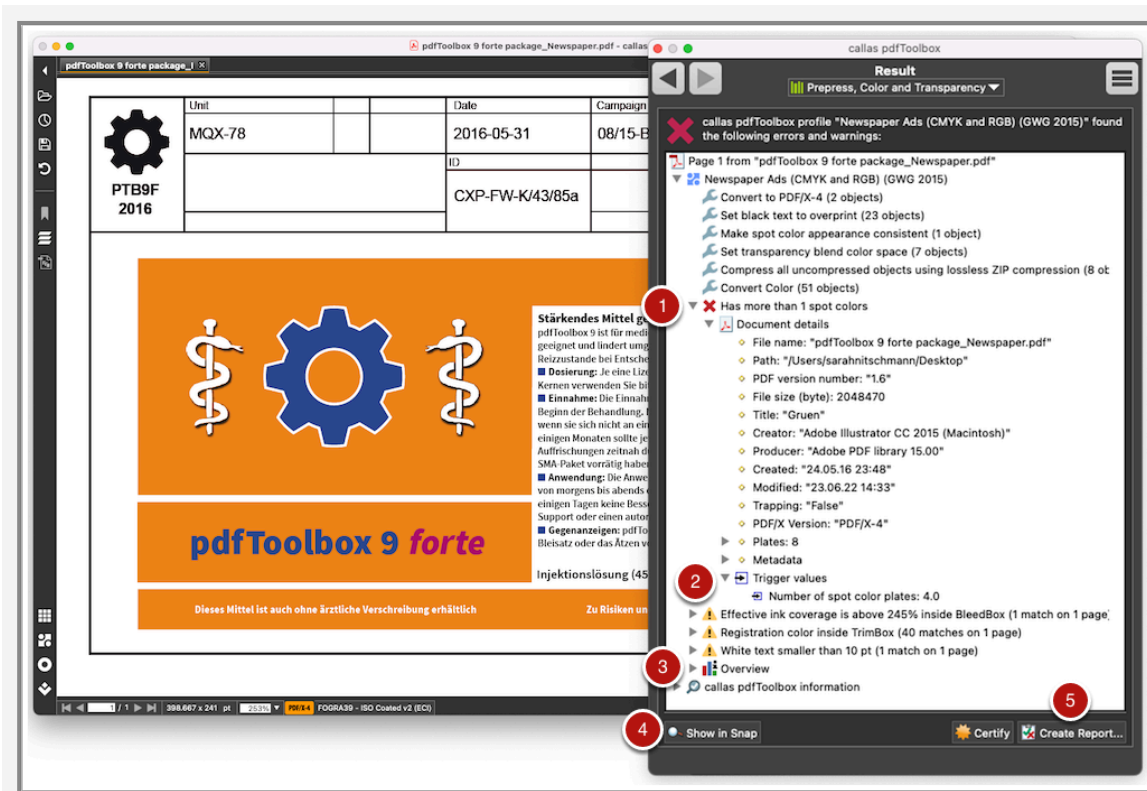 pdfToolbox 9 forte package_Newspaper.pdf - callas
pdfToolbox 9 forte package_l ×
Unit
Date
Campaign
MQX-78
2016-05-31
08/15-B
ID
CXP-FW-K/43/85a
PTB9F
2016
Stärkendes Mittel ge
pdfToolbox 9 ist für medi
geeignet und lindert umg
Reizzustande bei Entsche
Dosierung: Je eine Lize
Kernen verwenden Sie bi
Einnahme: Die Einnah
Beginn der Behandlung.
wenn sie sich nicht an ein
einigen Monaten sollte je
Auffrischungen zeitnah d
SMA-Paket vorrätig habe
Anwendung: Die Anwe
von morgens bis abends
einigen Tagen keine Bess
Support oder einen autor
Gegenanzeigen: pdfTo
Bleisatz oder das Ätzen v
Injektionslösung (45
pdfToolbox 9 forte
Dieses Mittel ist auch ohne ärztliche Verschreibung erhältlich
Zu Risiken un
1 / 1
398.667 x 241 pt
253%
PDF/X-4
FOGRA39 - ISO Coated v2 (ECI)
callas pdfToolbox
Result
Prepress, Color and Transparency
callas pdfToolbox profile "Newspaper Ads (CMYK and RGB) (GWG 2015)" found
the following errors and warnings:
Page 1 from "pdfToolbox 9 forte package_Newspaper.pdf"
Newspaper Ads (CMYK and RGB) (GWG 2015)
Convert to PDF/X-4 (2 objects)
Set black text to overprint (23 objects)
Make spot color appearance consistent (1 object)
Set transparency blend color space (7 objects)
Compress all uncompressed objects using lossless ZIP compression (8 ob
Convert Color (51 objects)
1
Has more than 1 spot colors
Document details
File name: "pdfToolbox 9 forte package_Newspaper.pdf"
Path: "/Users/sarahnitschmann/Desktop"
PDF version number: "1.6"
File size (byte): 2048470
Title: "Gruen"
Creator: "Adobe Illustrator CC 2015 (Macintosh)"
Producer: "Adobe PDF library 15.00"
Created: "24.05.16 23:48"
Modified: "23.06.22 14:33"
Trapping: "False"
PDF/X Version: "PDF/X-4"
Plates: 8
Metadata
2
Trigger values
Number of spot color plates: 4.0
Effective ink coverage is above 245% inside BleedBox (1 match on 1 page)
Registration color inside TrimBox (40 matches on 1 page)
White text smaller than 10 pt (1 match on 1 page)
3
Overview
callas pdfToolbox information
4
Show in Snap
5
Certify
Create Report...